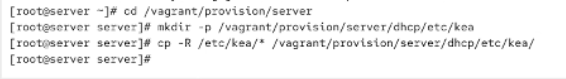 [root@server ~]# cd /vagrant/provision/server
[root@server server]# mkdir -p /vagrant/provision/server/dhcp/etc/kea
[root@server server]# cp -R /etc/kea/* /vagrant/provision/server/dhcp/etc/kea/
[root@server server]#